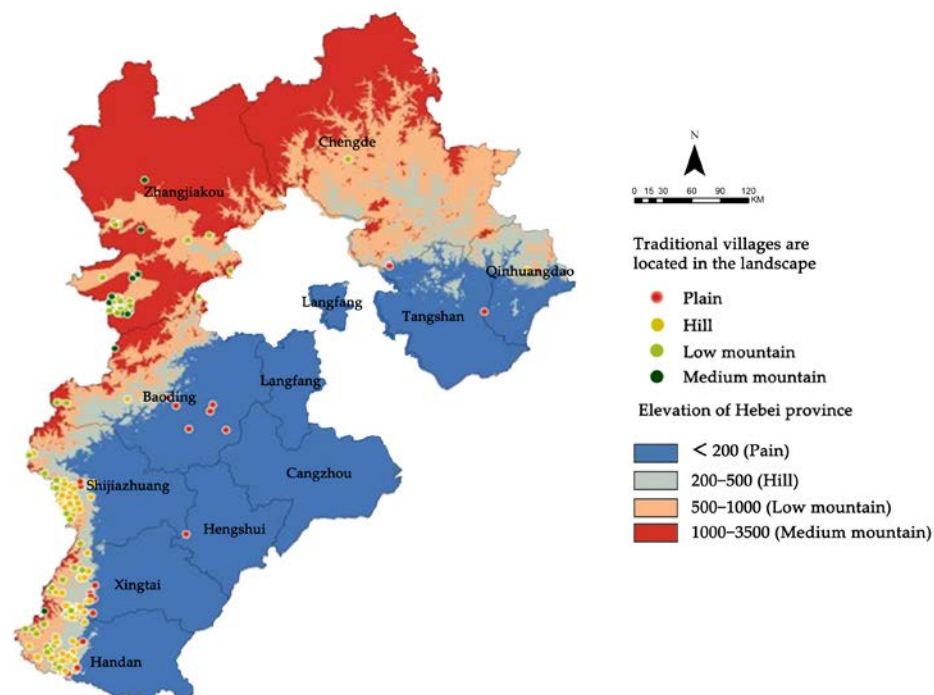 Chengde
N
Zhangjiakou
0 15 30 60 90 120
KM
Traditional villages are
located in the landscape
Qinhuangdao
Langfang
Tangshan
Plain
Hill
Low mountain
Medium mountain
Langfang
Baoding
Elevation of Hebei province
< 200 (Pain)
Cangzhou
200-500 (Hill)
Shijiazhuang
500-1000 (Low mountain)
Hengshui
1000-3500 (Medium mountain)
Xingtai
Handan